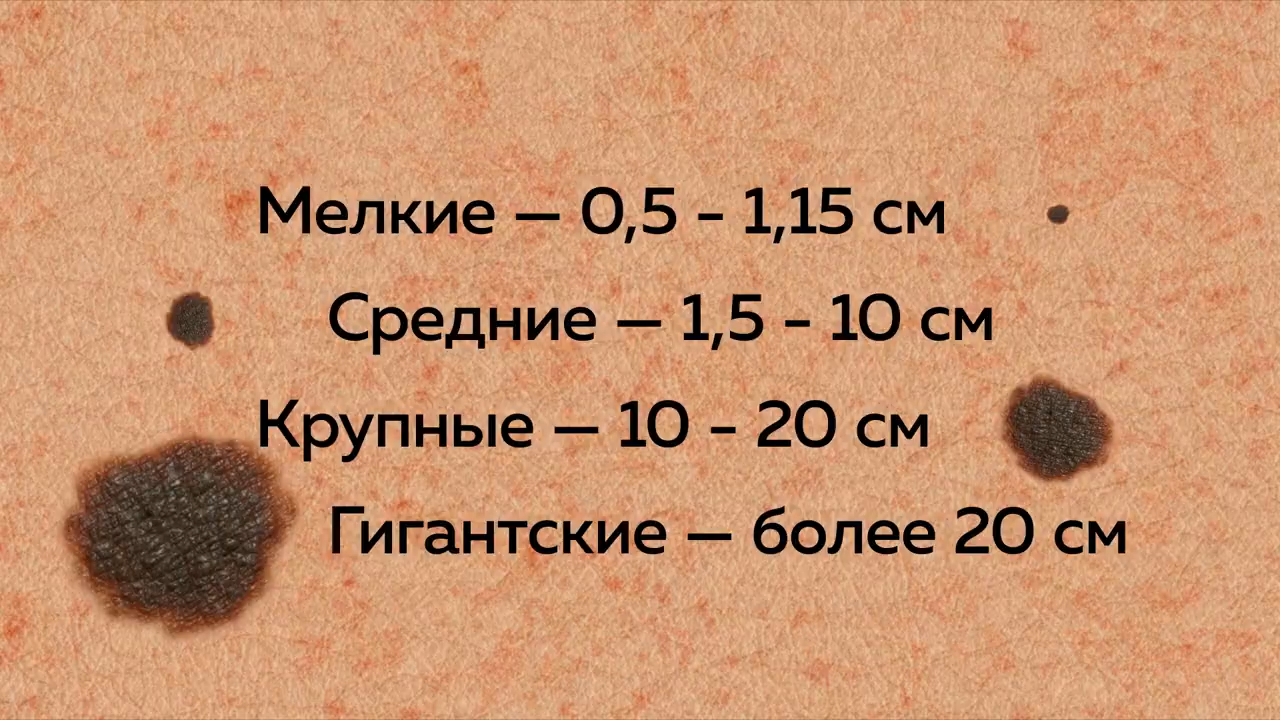 Мелкие — 0,5 - 1,15 см
Средние — 1,5 - 10 см
Крупные — 10 - 20 см
Гигантские — более 20 см